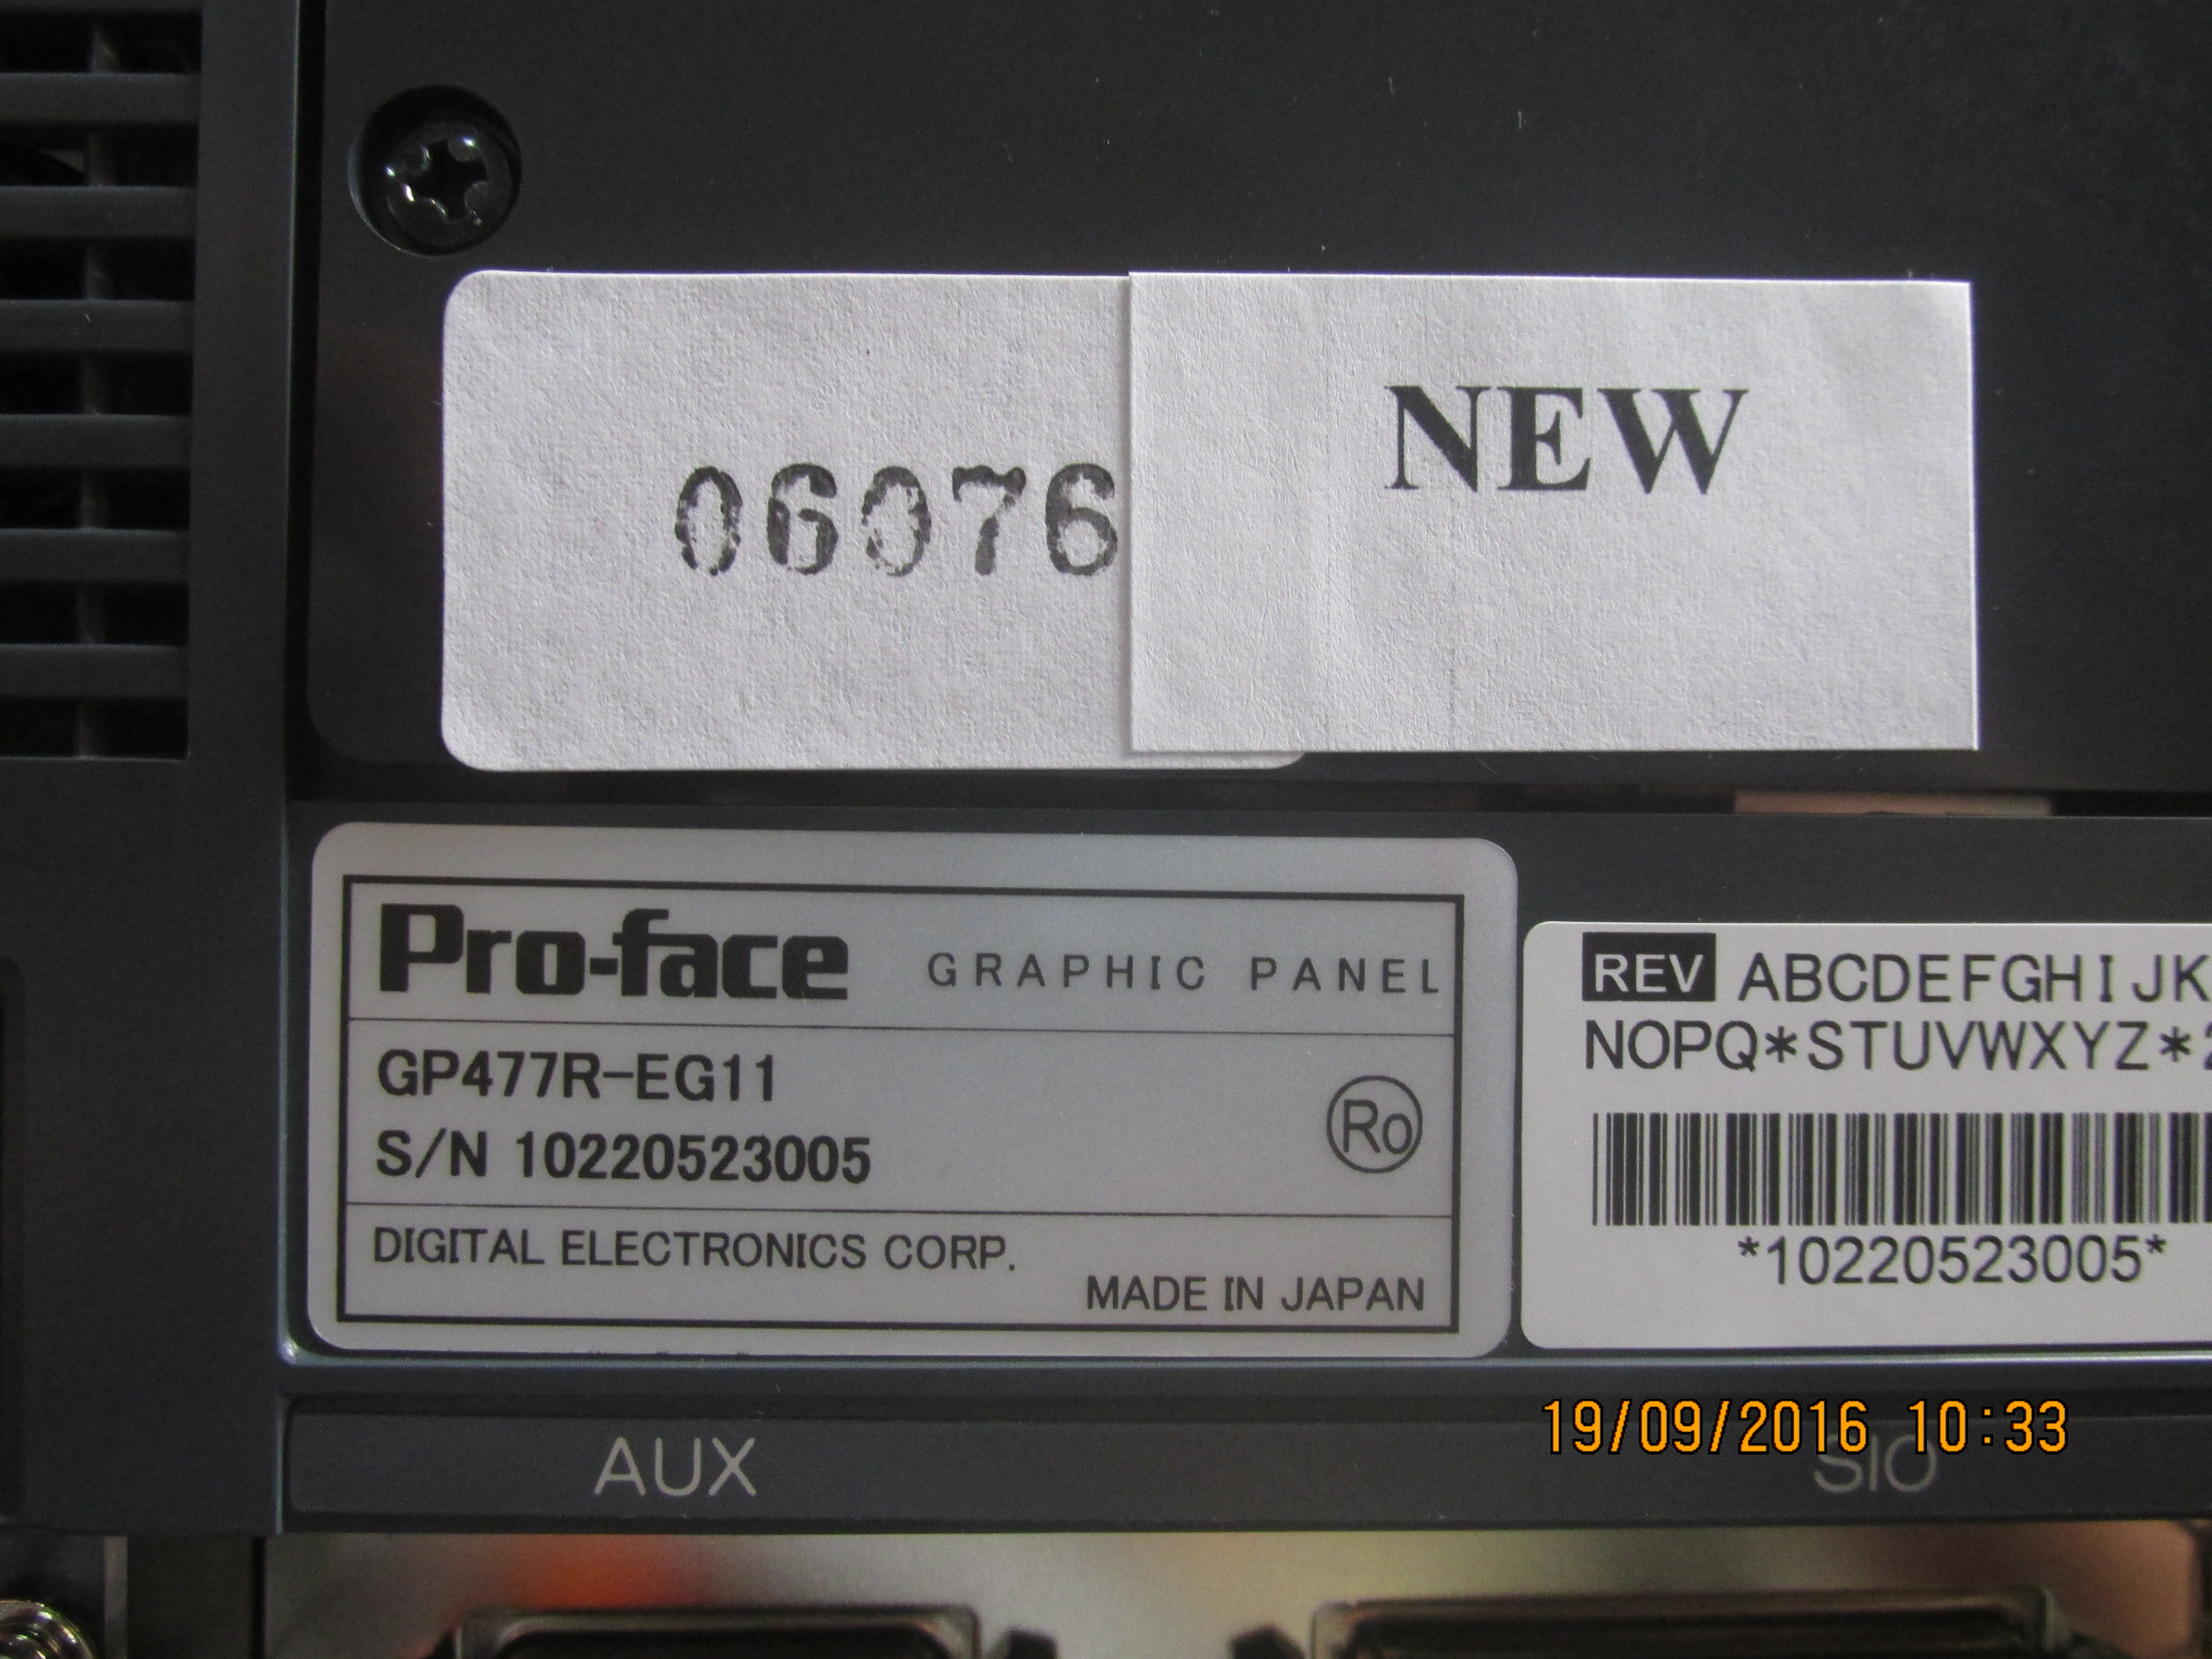 06076
NEW
Pro-face GRAPHIC PANEL
GP477R-EG11
S/N 10220523005
Ro
DIGITAL ELECTRONICS CORP.
MADE IN JAPAN
REV ABCDEFGHIJK
NOPQ*STUVWXYZ*2
*10220523005*
19/09/2016 10:33
AUX
SIO